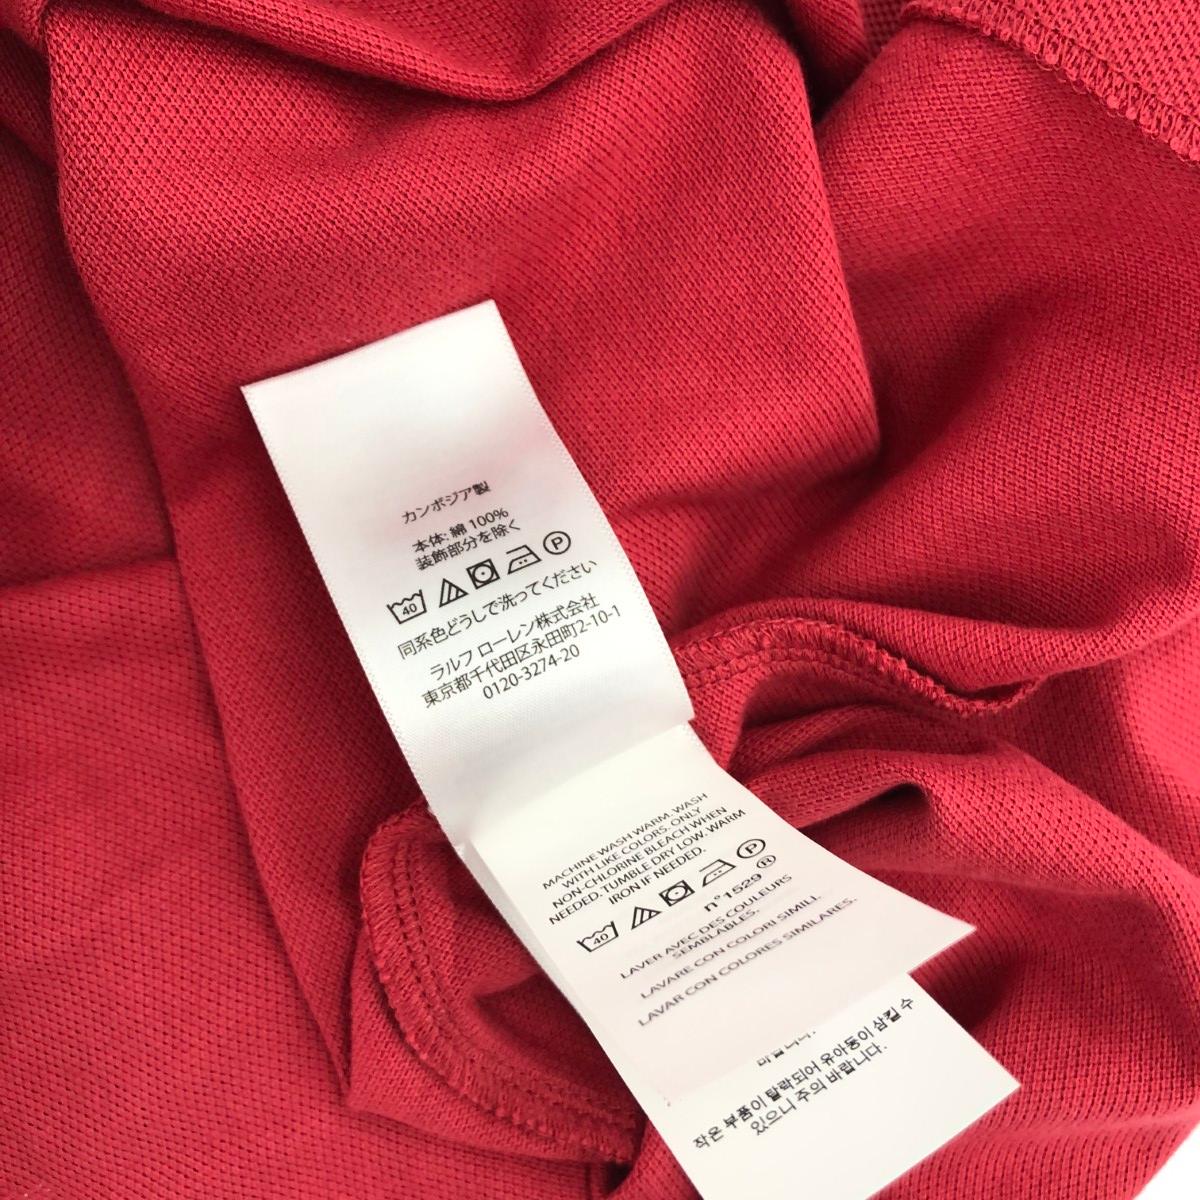 カンボジア製
本体: 綿 100%
装飾部分を除く
40
P
同系色どうしで洗ってください
ラルフ ローレン株式会社
東京都千代田区永田町2-10-1
0120-3274-20
MACHINE WASH WARM. WASH
WITH LIKE COLORS. ONLY
NON-CHLORINE BLEACH WHEN
NEEDED. TUMBLE DRY LOW. WARM
IRON IF NEEDED.
40
P
®
n°1529
LAVER AVEC DES COULEURS
SEMBLABLES.
LAVARE CON COLORI SIMILI.
LAVAR CON COLORES SIMILARES.
작은 부품이 탈락되어 유아동이 삼킬 수
있으니 주의 바랍니다.